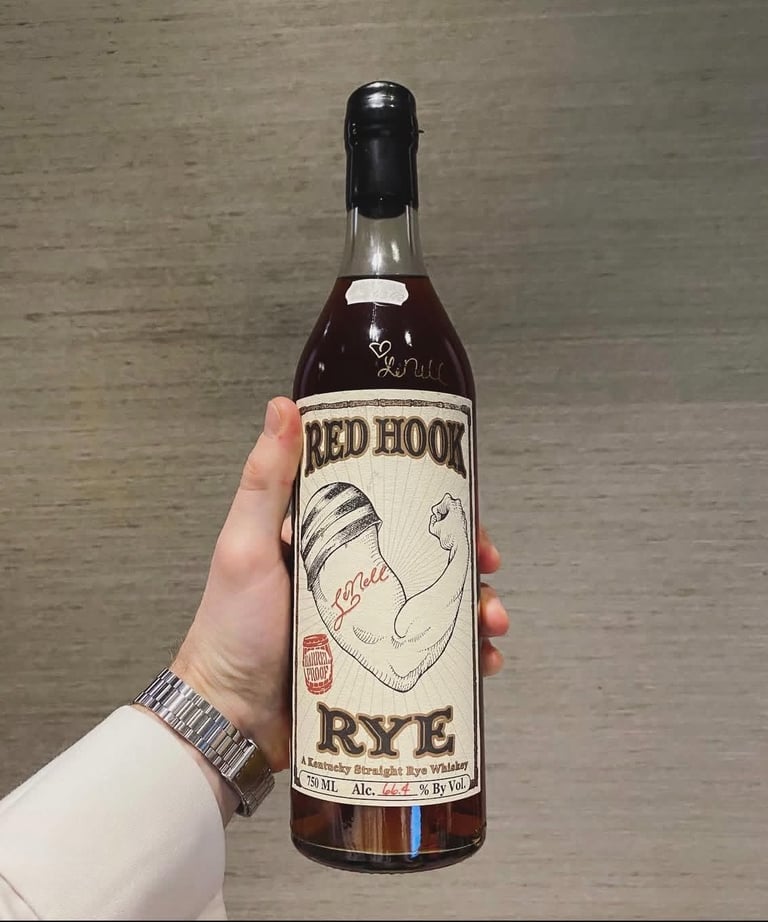 LeNell
RED HOOK
LeNell
BARREL
PROOF
RYE
A Kentucky Straight Rye Whiskey
750 ML Alc. 66.4 % By Vol.